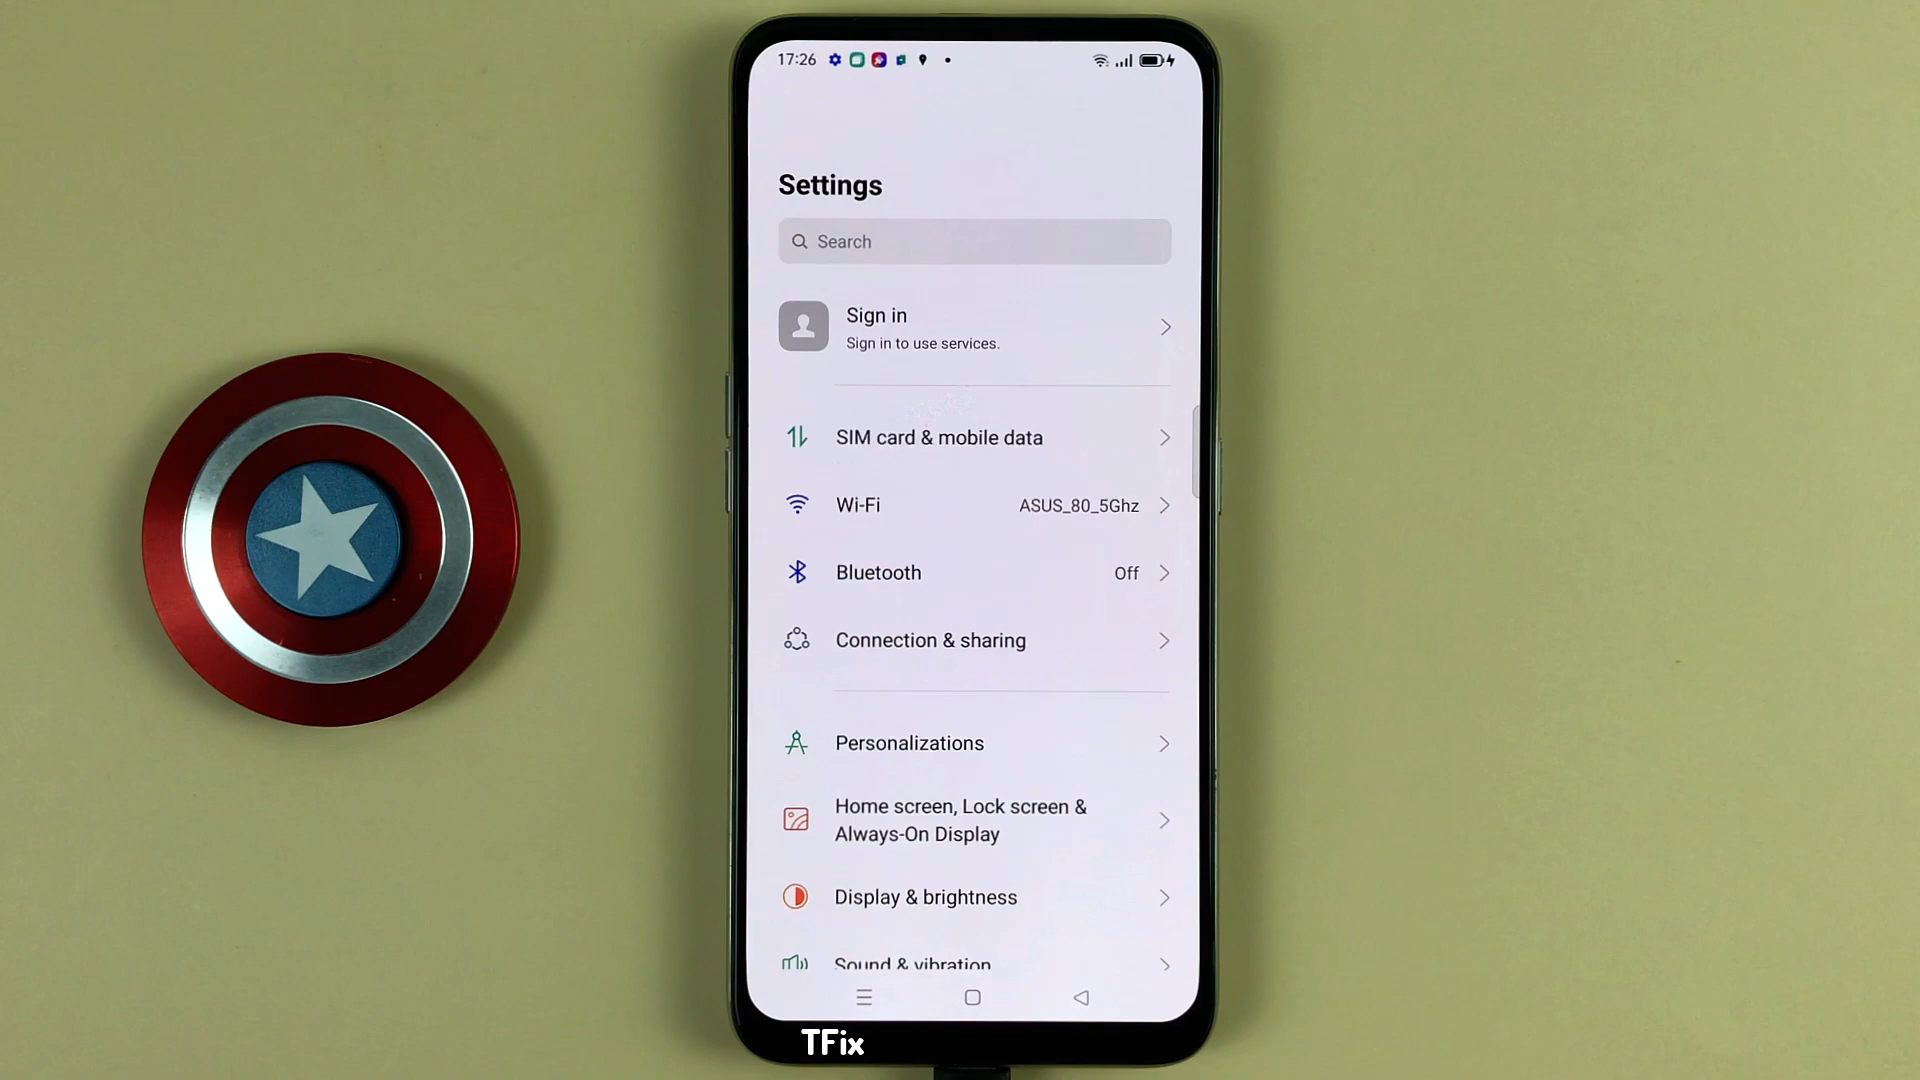 17:26
Settings
Search
Sign in
Sign in to use services.
SIM card & mobile data
Wi-Fi ASUS_80_5Ghz
Bluetooth Off
Connection & sharing
Personalizations
Home screen, Lock screen &
Always-On Display
Display & brightness
Sound & vibration
TFix